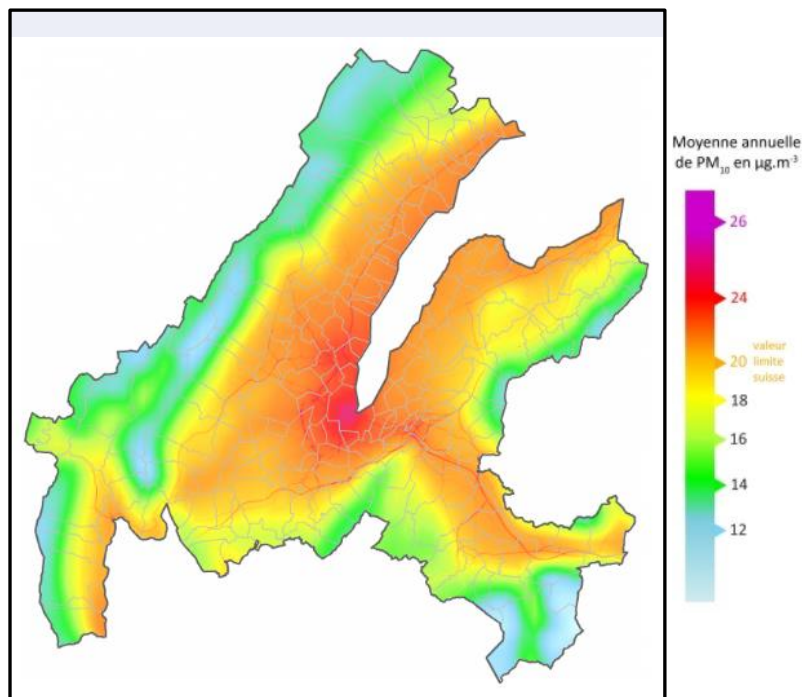 Moyenne annuelle
de PM₁₀ en µg.m⁻³
26
24
20 valeur
limite
suisse
18
16
14
12